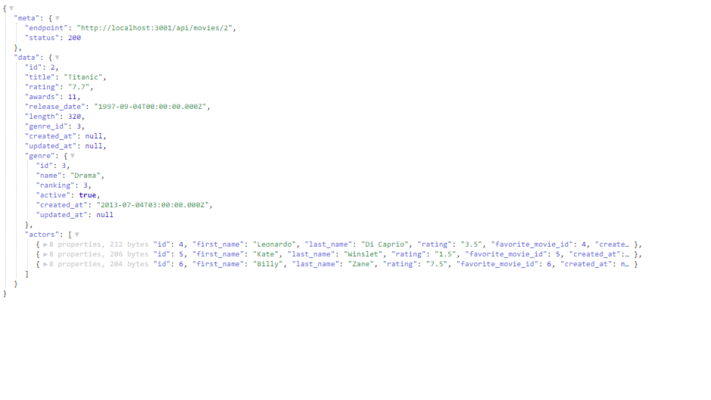 {
"meta": {
"endpoint": "http://localhost:3001/api/movies/2",
"status": 200
},
"data": {
"id": 2,
"title": "Titanic",
"rating": "7.7",
"awards": 11,
"release_date": "1997-09-04T00:00:00.000Z",
"length": 320,
"genre_id": 3,
"created_at": null,
"updated_at": null,
"genre": {
"id": 3,
"name": "Drama",
"ranking": 3,
"active": true,
"created_at": "2013-07-04T03:00:00.000Z",
"updated_at": null
},
"actors": [
{ 8 properties, 212 bytes "id": 4, "first_name": "Leonardo", "last_name": "Di Caprio", "rating": "3.5", "favorite_movie_id": 4, "create… },
{ 8 properties, 206 bytes "id": 5, "first_name": "Kate", "last_name": "Winslet", "rating": "1.5", "favorite_movie_id": 5, "created_at":… },
{ 8 properties, 204 bytes "id": 6, "first_name": "Billy", "last_name": "Zane", "rating": "7.5", "favorite_movie_id": 6, "created_at": n… }
]
}
}